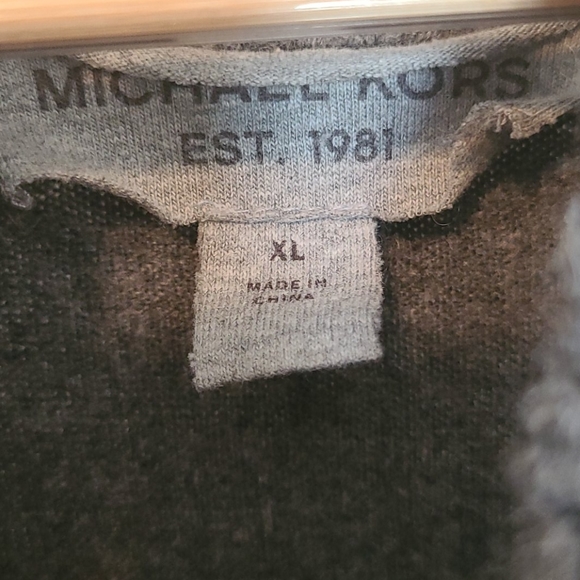 MICHAEL KORS
EST. 1981
XL
MADE IN
CHINA